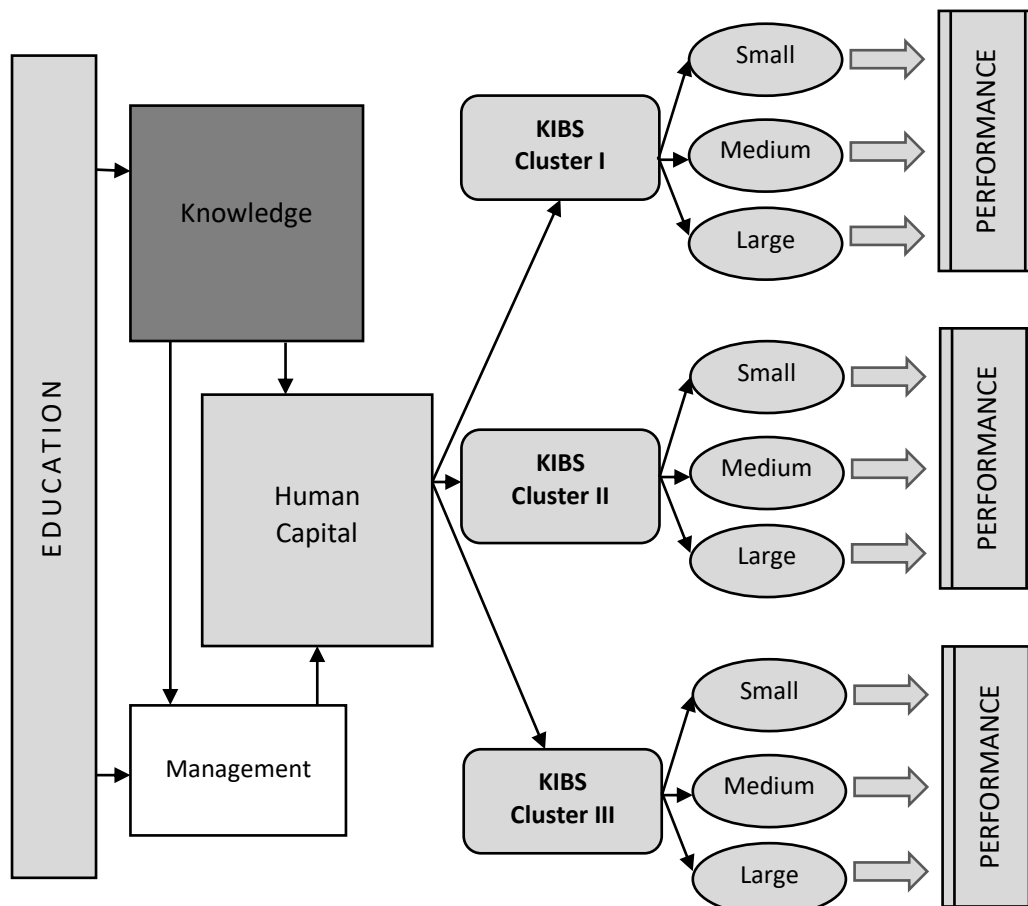 EDUCATION
Knowledge
Human
Capital
Management
KIBS
Cluster I
Small
Medium
Large
PERFORMANCE
KIBS
Cluster II
Small
Medium
Large
PERFORMANCE
KIBS
Cluster III
Small
Medium
Large
PERFORMANCE